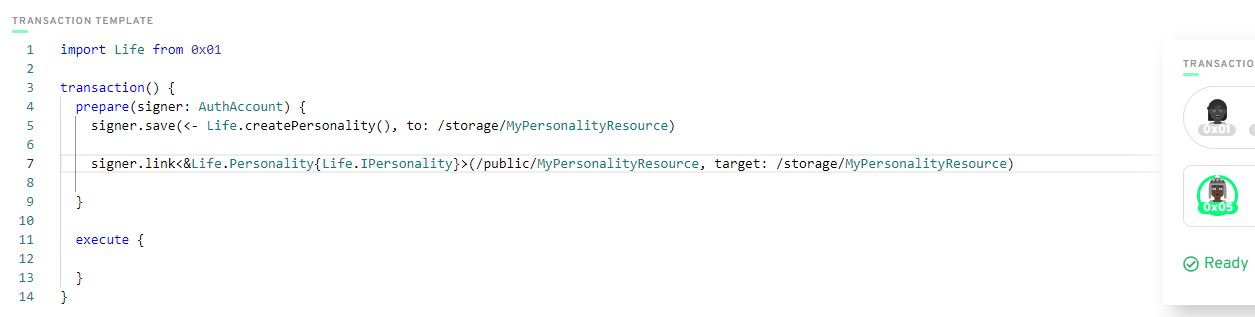 TRANSACTION TEMPLATE
1 import Life from 0x01
2
3 transaction() {
4 prepare(signer: AuthAccount) {
5 signer.save(<- Life.createPersonality(), to: /storage/MyPersonalityResource)
6
7 signer.link<&Life.Personality{Life.IPersonality}>(/public/MyPersonalityResource, target: /storage/MyPersonalityResource)
8
9 }
10
11 execute {
12
13 }
14 }
TRANSACTIO
0x01
0x05
Ready